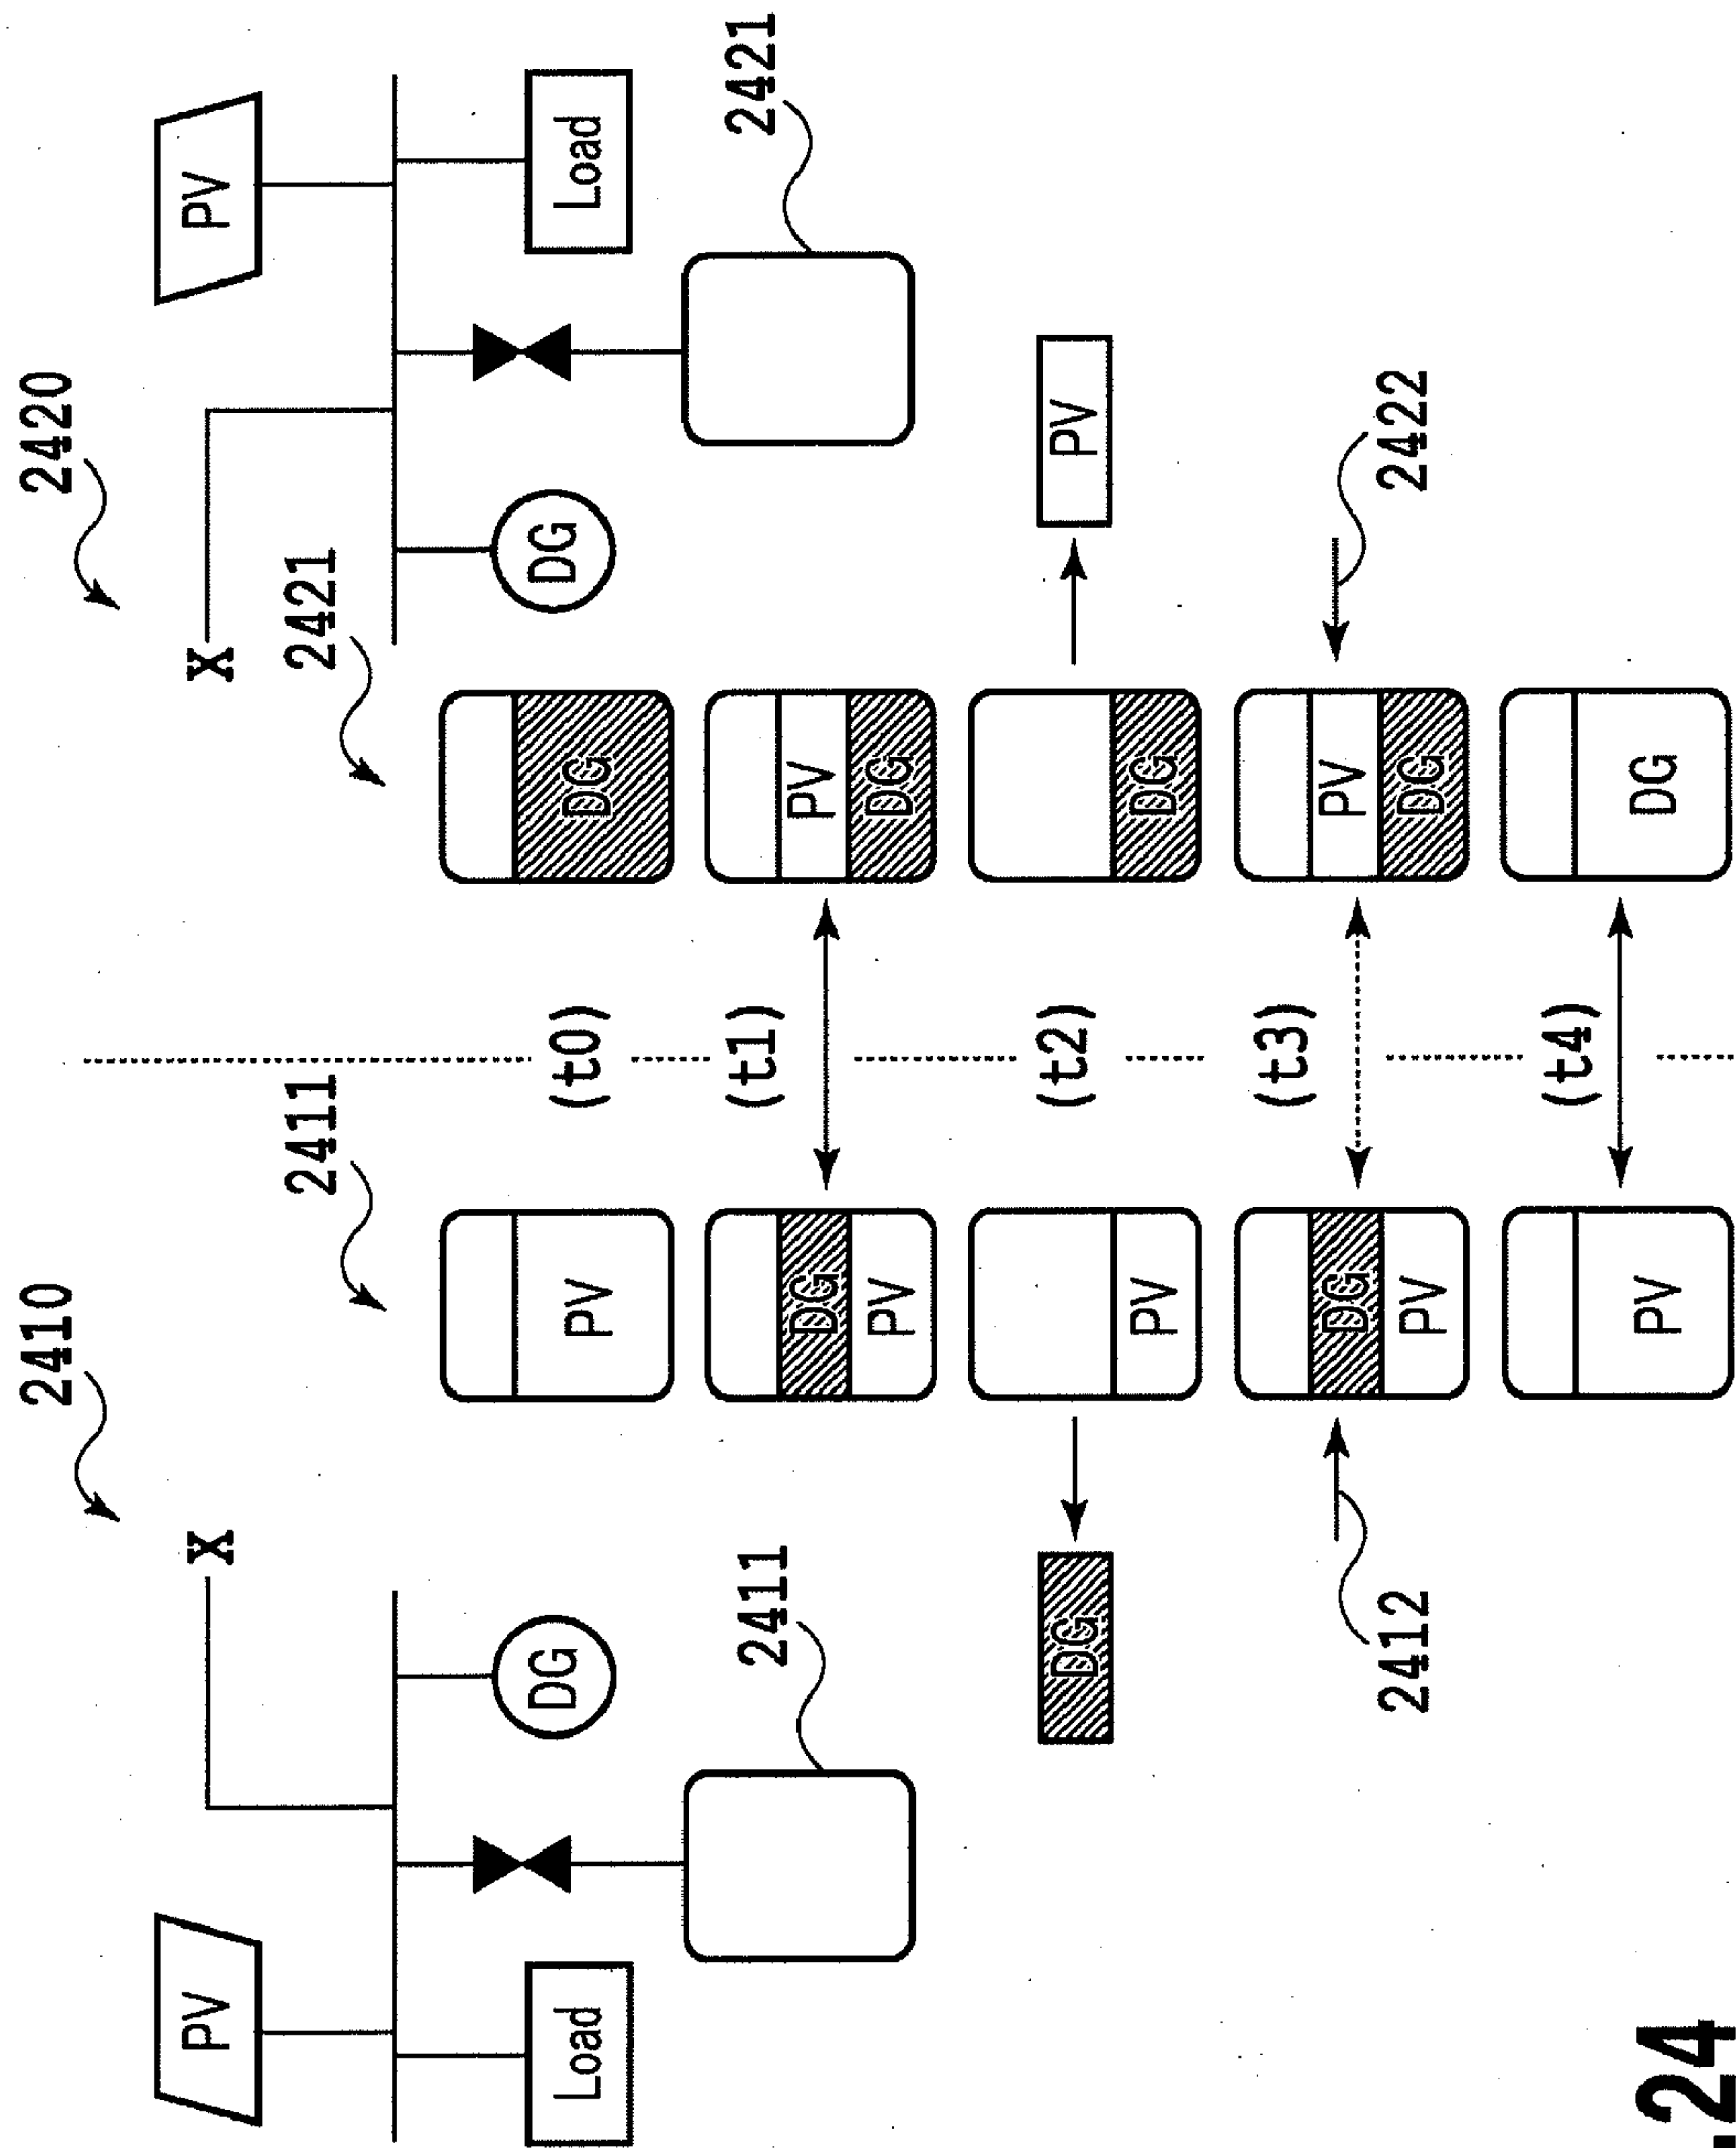 2410 2420
PV X X PV
2411 2421
Load DG PV (t0) DG DG Load
2411 (t1) 2421
DG PV
PV DG
DG (t2) PV
PV DG
(t3)
DG PV
2412 PV DG 2422
(t4)
PV DG
.24